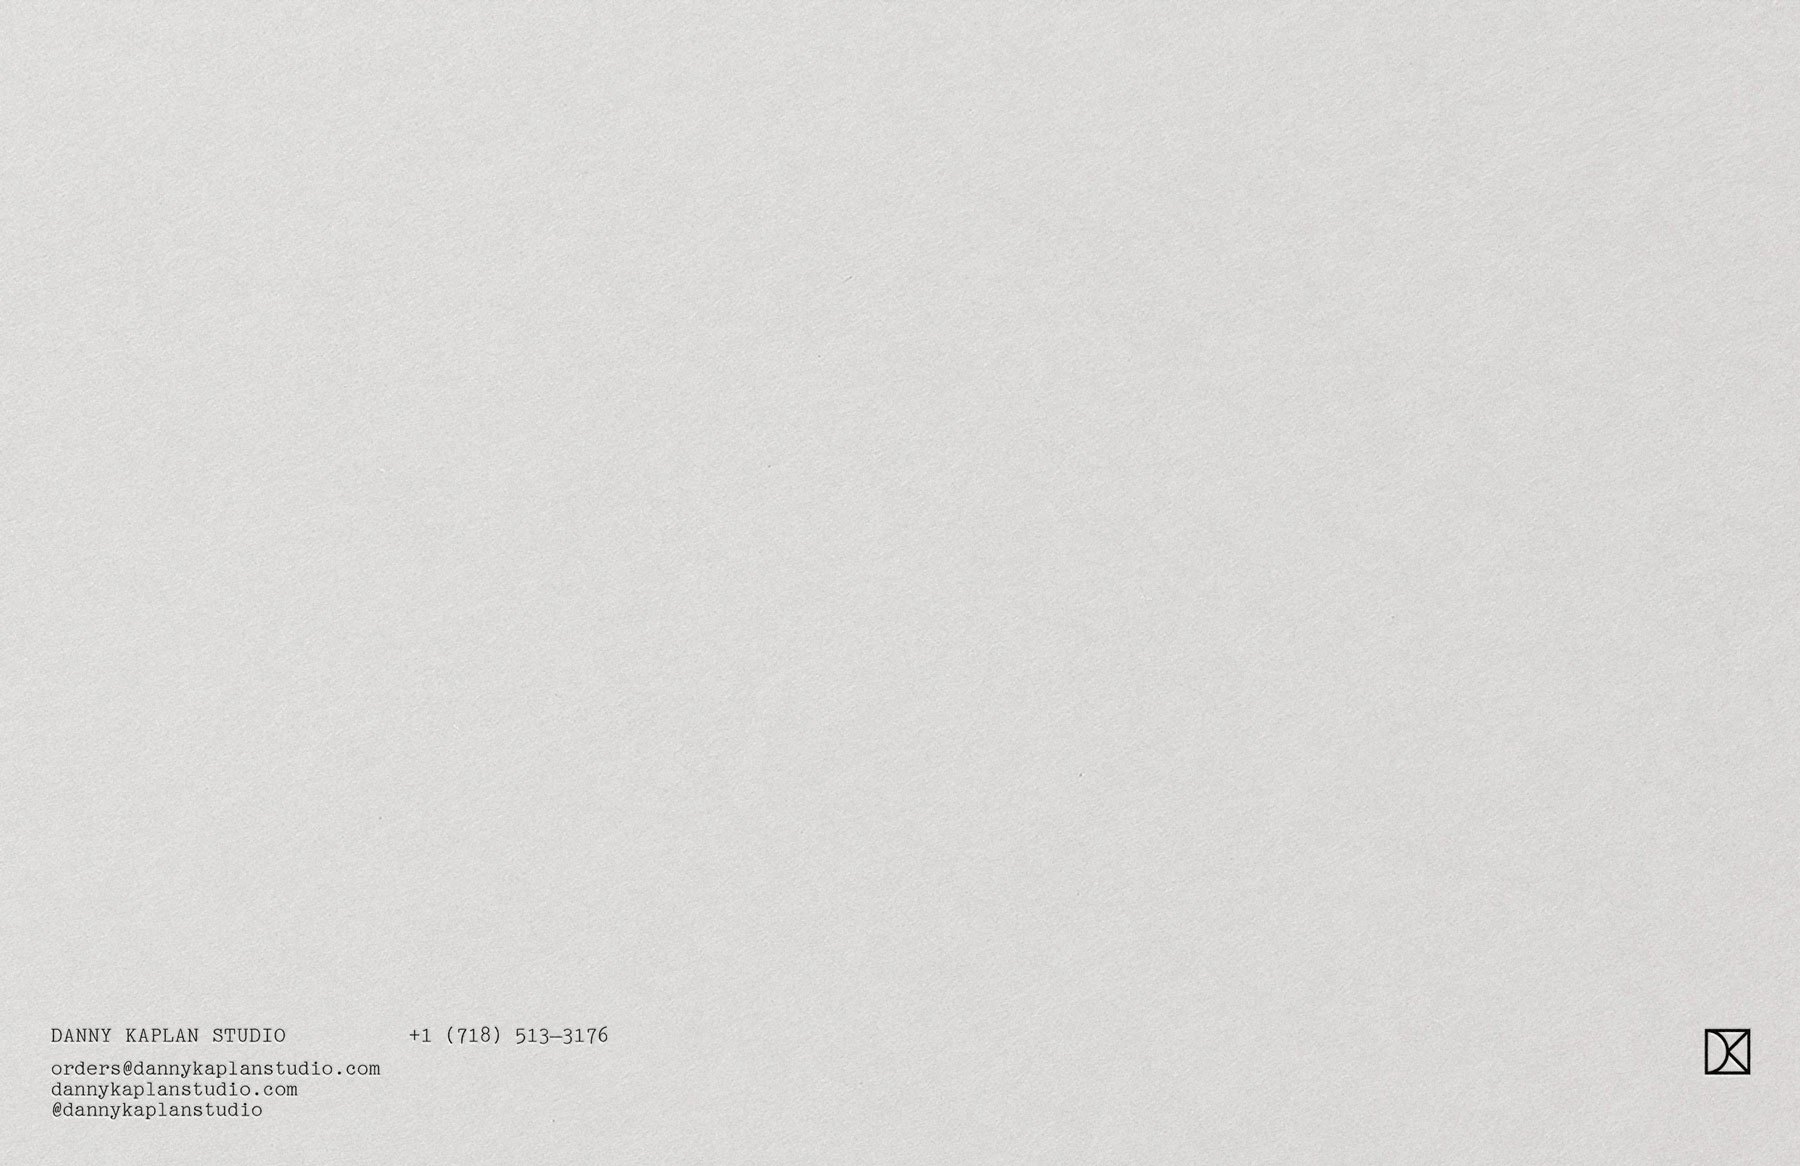 DANNY KAPLAN STUDIO
+1 (718) 513—3176
orders@dannykaplanstudio.com
dannykaplanstudio.com
@dannykaplanstudio